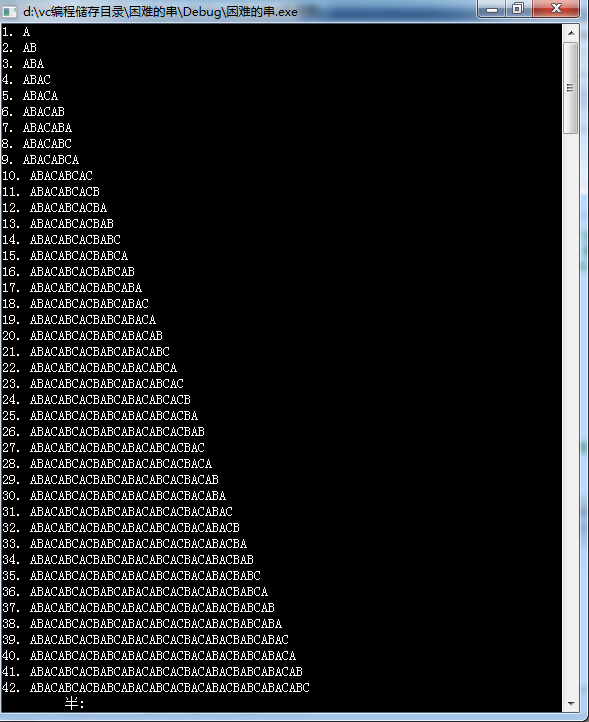 d:\vc编程储存目录\困难的串\Debug\困难的串.exe
1. A
2. AB
3. ABA
4. ABAC
5. ABACA
6. ABACAB
7. ABACABA
8. ABACABC
9. ABACABCA
10. ABACABCAC
11. ABACABCACB
12. ABACABCACBA
13. ABACABCACBAB
14. ABACABCACBABC
15. ABACABCACBABCA
16. ABACABCACBABCAB
17. ABACABCACBABCABA
18. ABACABCACBABCABAC
19. ABACABCACBABCABACA
20. ABACABCACBABCABACAB
21. ABACABCACBABCABACABC
22. ABACABCACBABCABACABCA
23. ABACABCACBABCABACABCAC
24. ABACABCACBABCABACABCACB
25. ABACABCACBABCABACABCACBA
26. ABACABCACBABCABACABCACBAB
27. ABACABCACBABCABACABCACBAC
28. ABACABCACBABCABACABCACBACA
29. ABACABCACBABCABACABCACBACAB
30. ABACABCACBABCABACABCACBACABA
31. ABACABCACBABCABACABCACBACABAC
32. ABACABCACBABCABACABCACBACABACB
33. ABACABCACBABCABACABCACBACABACBA
34. ABACABCACBABCABACABCACBACABACBAB
35. ABACABCACBABCABACABCACBACABACBABC
36. ABACABCACBABCABACABCACBACABACBABCA
37. ABACABCACBABCABACABCACBACABACBABCAB
38. ABACABCACBABCABACABCACBACABACBABCABA
39. ABACABCACBABCABACABCACBACABACBABCABAC
40. ABACABCACBABCABACABCACBACABACBABCABACA
41. ABACABCACBABCABACABCACBACABACBABCABACAB
42. ABACABCACBABCABACABCACBACABACBABCABACABC
半: